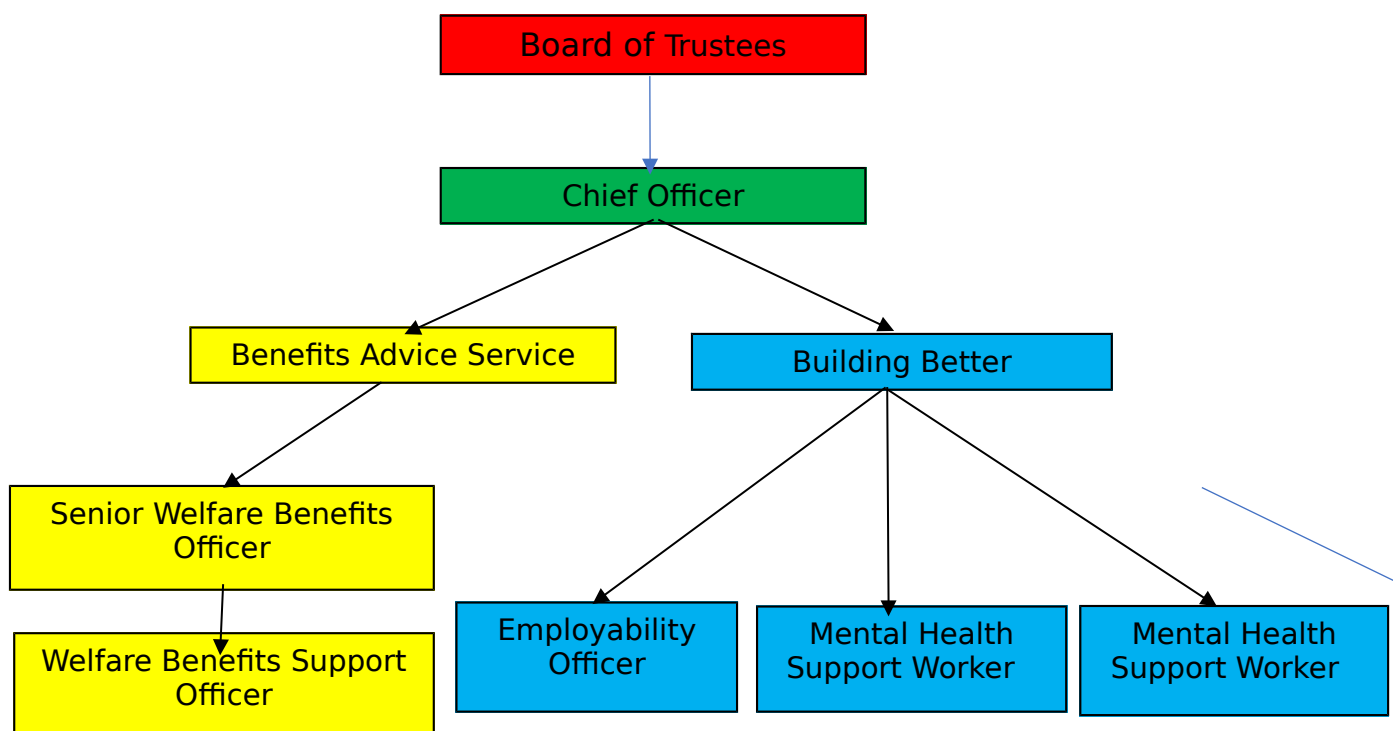 Board of Trustees
Chief Officer
Benefits Advice Service
Building Better
Senior Welfare Benefits
Officer
Welfare Benefits Support
Officer
Employability
Officer
Mental Health
Support Worker
Mental Health
Support Worker